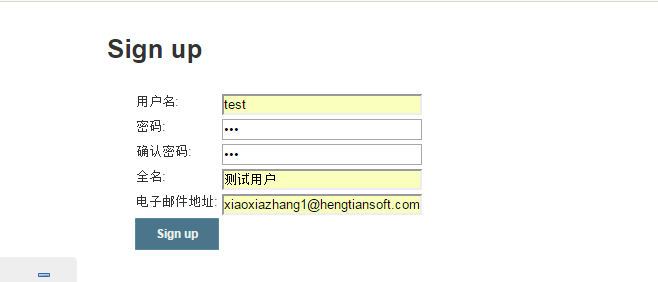 Sign up
用户名: test
密码: •••
确认密码: •••
全名: 测试用户
电子邮件地址: xiaoxiazhang1@hengtiansoft.com
Sign up